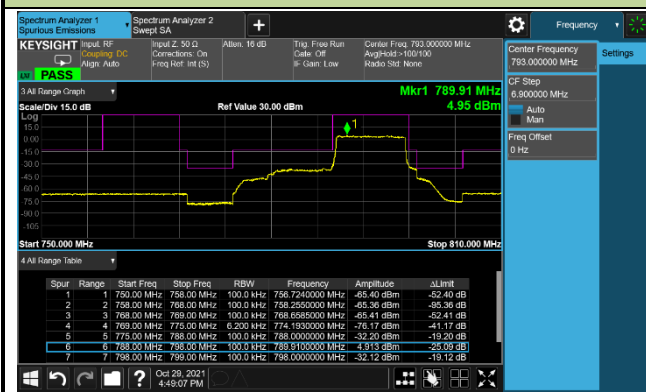 Spectrum Analyzer 1
Spurious Emissions
Spectrum Analyzer 2
Swept SA
Frequency
KEYSIGHT
Input: RF
Coupling: DC
Align: Auto
Input Z: 50 Ω
Corrections: On
Freq Ref: Int (S)
Atten: 16 dB
Trig: Free Run
Gate: Off
IF Gain: Low
Center Freq: 793.000000 MHz
Avg|Hold:>100/100
Radio Std: None
PASS
3 All Range Graph
Scale/Div 15.0 dB
Ref Value 30.00 dBm
Mkr1 789.91 MHz
4.95 dBm
Log
15.0
0.00
-15.0
-30.0
-45.0
-60.0
-75.0
-90.0
-105
1
Start 750.000 MHz
Stop 810.000 MHz
4 All Range Table
Spur Range Start Freq Stop Freq RBW Frequency Amplitude ΔLimit
1 1 750.00 MHz 758.00 MHz 100.0 kHz 756.7240000 MHz -65.40 dBm -52.40 dB
2 2 758.00 MHz 768.00 MHz 100.0 kHz 758.2550000 MHz -65.36 dBm -95.36 dB
3 3 768.00 MHz 769.00 MHz 100.0 kHz 768.6585000 MHz -65.41 dBm -52.41 dB
4 4 769.00 MHz 775.00 MHz 6.200 kHz 774.1930000 MHz -76.17 dBm -41.17 dB
5 5 775.00 MHz 788.00 MHz 100.0 kHz 788.0000000 MHz -32.20 dBm -19.20 dB
6 6 788.00 MHz 798.00 MHz 100.0 kHz 789.9100000 MHz 4.913 dBm -25.09 dB
7 7 798.00 MHz 799.00 MHz 100.0 kHz 798.0000000 MHz -32.12 dBm -19.12 dB
Center Frequency
793.000000 MHz
Settings
CF Step
6.900000 MHz
Auto
Man
Freq Offset
0 Hz
Oct 29, 2021
4:49:07 PM